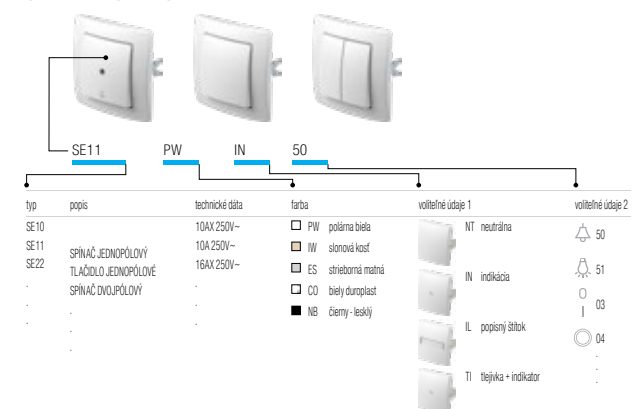 SE11 PW IN 50
typ popis technické dáta farba voliteľné údaje 1 voliteľné údaje 2
SE10 10AX 250V~ PW polárna biela NT neutrálna 50
SE11 SPÍNAČ JEDNOPÓLOVÝ 10A 250V~ IW slonová kosť
SE22 TLAČIDLO JEDNOPÓLOVÉ 16AX 250V~ ES strieborná matná IN indikácia 51
. SPÍNAČ DVOJPÓLOVÝ . CO biely duroplast 03
. . . NB čierny - lesklý IL popisný štítok 04
.
TI tlejivka + indikator